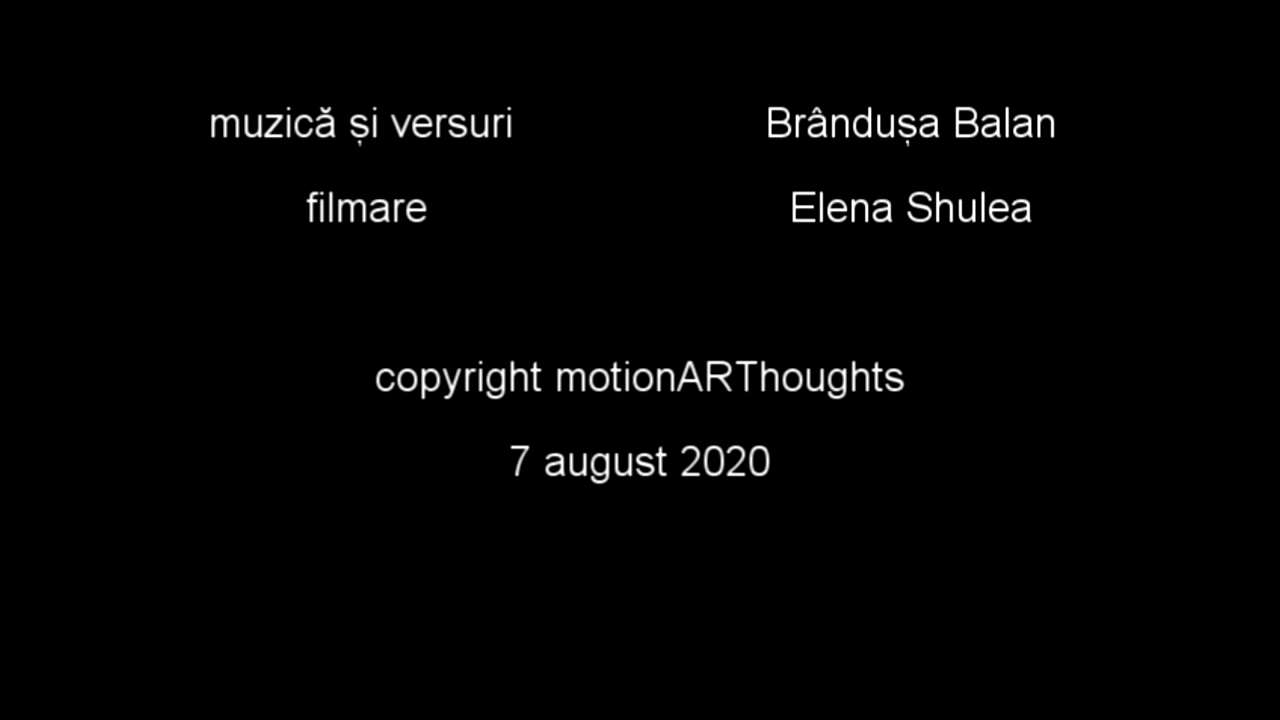 muzică și versuri Brândușa Balan
filmare Elena Shulea
copyright motionARThoughts
7 august 2020